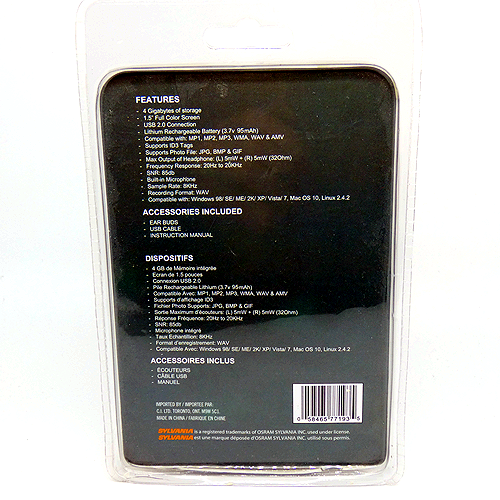 FEATURES
- 4 Gigabytes of storage
- 1.5" Full Color Screen
- USB 2.0 Connection
- Lithium Rechargeable Battery (3.7v 95mAh)
- Compatible with: MP1, MP2, MP3, WMA, WAV & AMV
- Supports ID3 Tags
- Supports Photo File: JPG, BMP & GIF
- Max Output of Headphone: (L) 5mW + (R) 5mW (32Ohm)
- Frequency Response: 20Hz to 20KHz
- SNR: 85db
- Built-in Microphone
- Sample Rate: 8KHz
- Recording Format: WAV
- Compatible with: Windows 98/ SE/ ME/ 2K/ XP/ Vista/ 7, Mac OS 10, Linux 2.4.2
ACCESSORIES INCLUDED
- EAR BUDS
- USB CABLE
- INSTRUCTION MANUAL
DISPOSITIFS
- 4 GB de Mémoire intégrée
- Ecran de 1.5 pouces
- Connexion USB 2.0
- Pile Rechargeable Lithium (3.7v 95mAh)
- Compatible Avec: MP1, MP2, MP3, WMA, WAV & AMV
- Supports d'affichage ID3
- Fichier Photo Supports: JPG, BMP & GIF
- Sortie Maximum d'écouteurs: (L) 5mW + (R) 5mW (32Ohm)
- Réponse Fréquence: 20Hz to 20KHz
- SNR: 85db
- Microphone intégré
- Taux Echantillon: 8KHz
- Format d'enregistrement: WAV
- Compatible Avec: Windows 98/ SE/ ME/ 2K/ XP/ Vista/ 7, Mac OS 10, Linux 2.4.2
ACCESSOIRES INCLUS
- ÉCOUTEURS
- CÂBLE USB
- MANUEL
IMPORTED BY / IMPORTEE PAR:
C.I. LTD. TORONTO, ONT. M9W 5C1.
MADE IN CHINA / FABRIQUE EN CHINE
0 58465 77193 5
SYLVANIA is a registered trademarks of OSRAM SYLVANIA INC. used under license.
SYLVANIA est une marque déposée d'OSRAM SYLVANIA INC. utilisé sous permis.